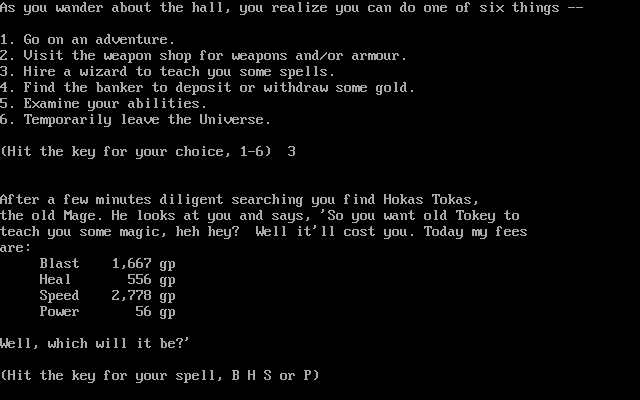 As you wander about the hall, you realize you can do one of six things --
1. Go on an adventure.
2. Visit the weapon shop for weapons and/or armour.
3. Hire a wizard to teach you some spells.
4. Find the banker to deposit or withdraw some gold.
5. Examine your abilities.
6. Temporarily leave the Universe.
(Hit the key for your choice, 1-6)  3
After a few minutes diligent searching you find Hokas Tokas,
the old Mage. He looks at you and says, 'So you want old Tokey to
teach you some magic, heh hey?  Well it'll cost you. Today my fees
are:
Blast    1,667 gp
Heal       556 gp
Speed    2,778 gp
Power       56 gp
Well, which will it be?'
(Hit the key for your spell, B H S or P)